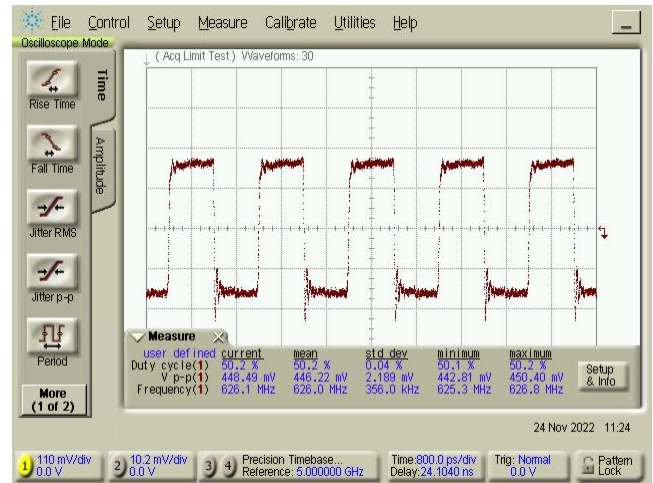 File Control Setup Measure Calibrate Utilities Help
Oscilloscope Mode
( Acq Limit Test ) Waveforms: 30
Time
Amplitude
Rise Time
Fall Time
Jitter RMS
Jitter p-p
Period
More
(1 of 2)
Measure
user defined current mean std dev minimum maximum
Duty cycle(1) 50.2 % 50.2 % 0.04 % 50.1 % 50.2 %
V p-p(1) 448.49 mV 446.22 mV 2.189 mV 442.81 mV 450.40 mV
Frequency(1) 626.1 MHz 626.0 MHz 356.0 kHz 625.3 MHz 626.8 MHz
Setup
& Info
24 Nov 2022 11:24
1 110 mV/div
0.0 V
2 10.2 mV/div
0.0 V
3 4
Precision Timebase...
Reference: 5.000000 GHz
Time:800.0 ps/div
Delay:24.1040 ns
Trig: Normal
0.0 V
Pattern
Lock